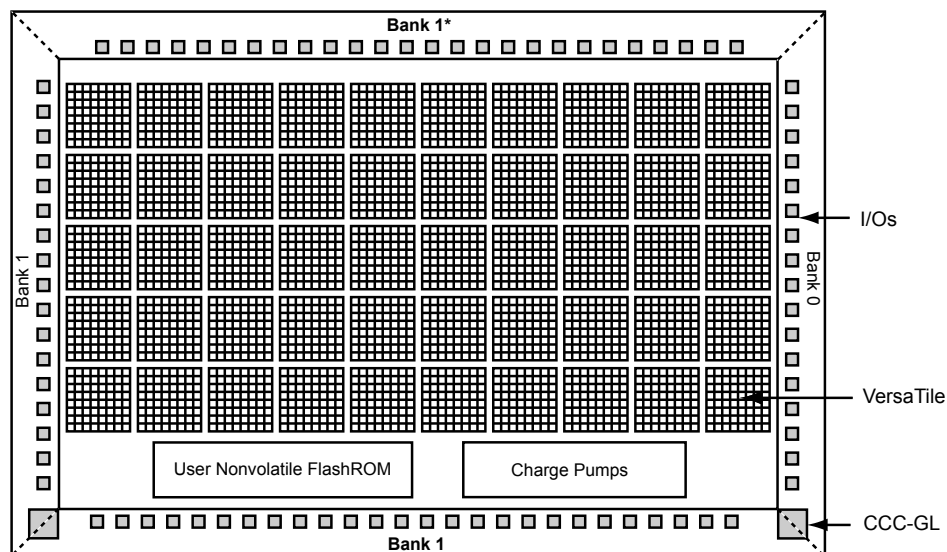 Bank 1*
Bank 1
Bank 0
I/Os
VersaTile
User Nonvolatile FlashROM
Charge Pumps
CCC-GL
Bank 1